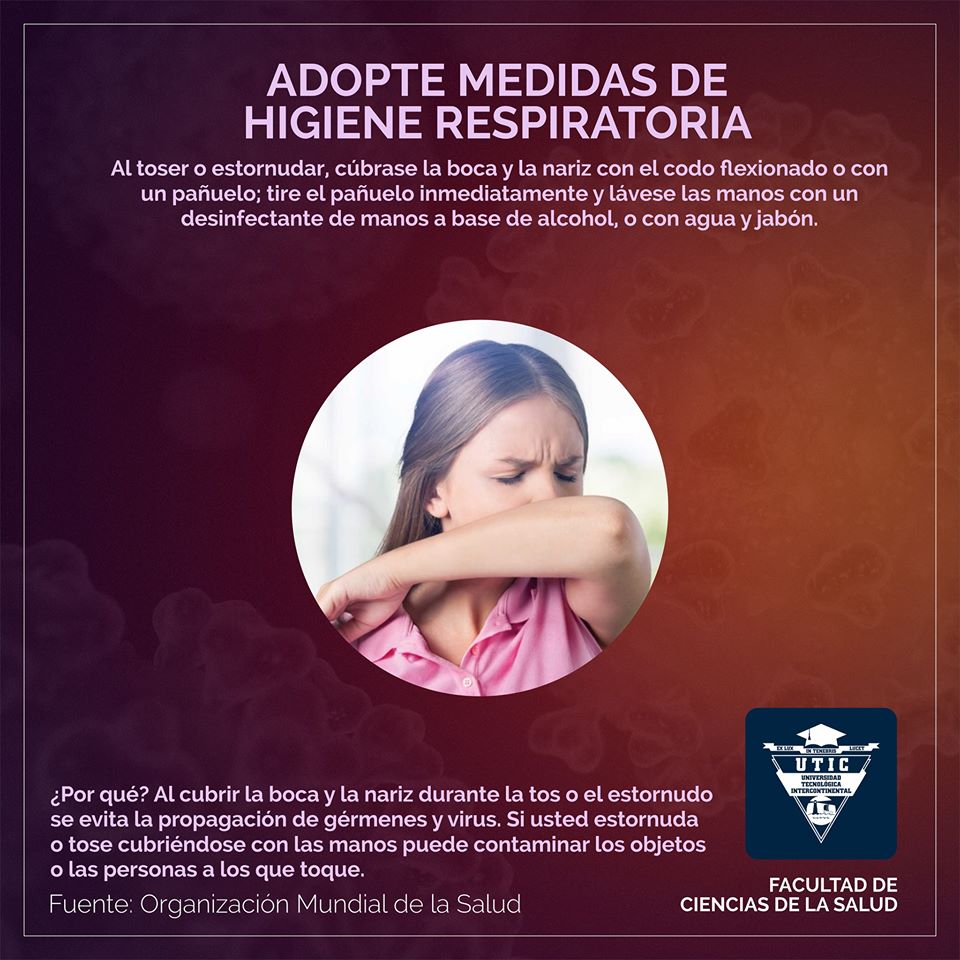 ADOPTE MEDIDAS DE
HIGIENE RESPIRATORIA
Al toser o estornudar, cúbrase la boca y la nariz con el codo flexionado o con
un pañuelo; tire el pañuelo inmediatamente y lávese las manos con un
desinfectante de manos a base de alcohol, o con agua y jabón.
¿Por qué? Al cubrir la boca y la nariz durante la tos o el estornudo
se evita la propagación de gérmenes y virus. Si usted estornuda
o tose cubriéndose con las manos puede contaminar los objetos
o las personas a los que toque.
Fuente: Organización Mundial de la Salud
EX LUX IN TENEBRIS LUCET
UTIC
UNIVERSIDAD
TECNOLÓGICA
INTERCONTINENTAL
FACULTAD DE
CIENCIAS DE LA SALUD